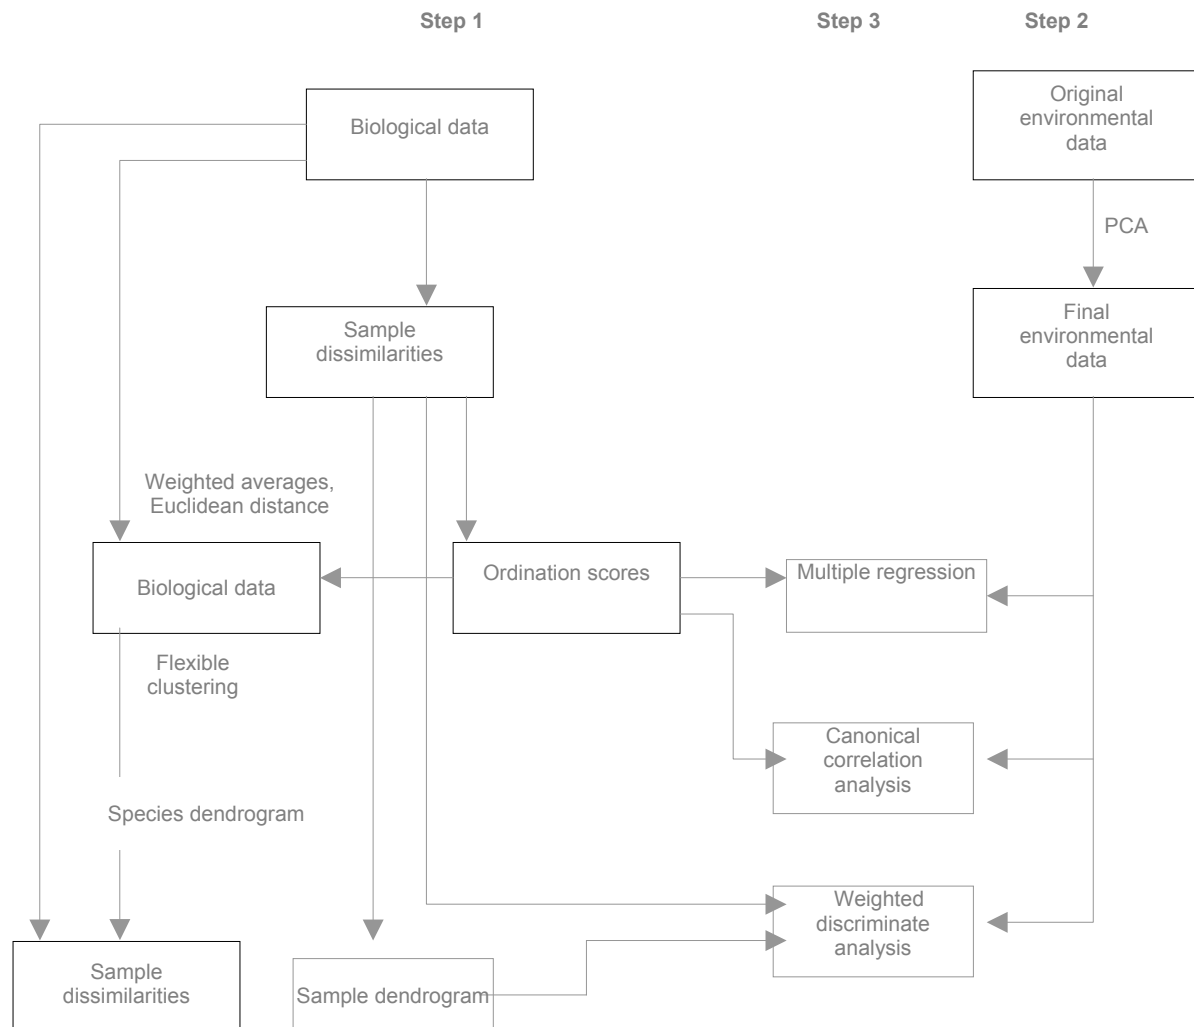 Step 1
Step 3
Step 2
Biological data
Original
environmental
data
PCA
Sample
dissimilarities
Final
environmental
data
Weighted averages,
Euclidean distance
Biological data
Ordination scores
Multiple regression
Flexible
clustering
Canonical
correlation
analysis
Species dendrogram
Weighted
discriminate
analysis
Sample
dissimilarities
Sample dendrogram